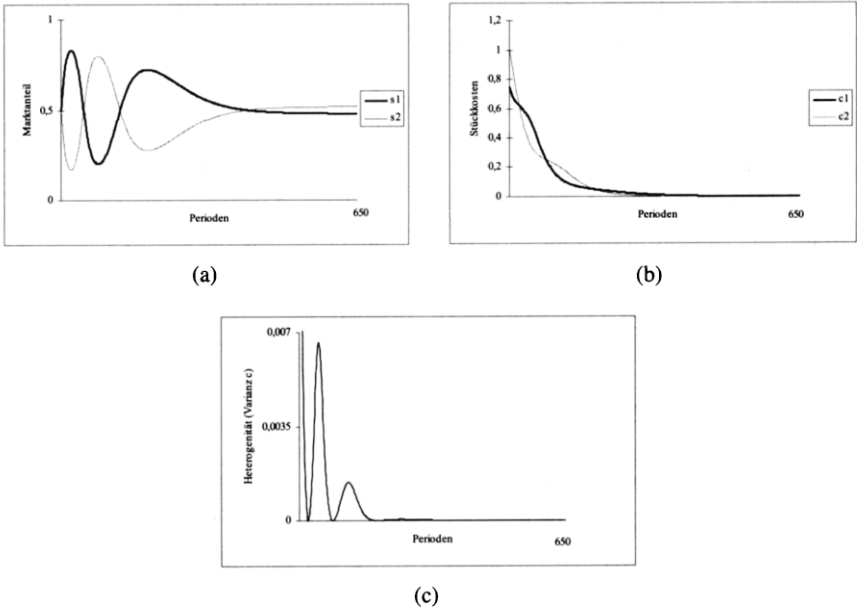 1
Marktanteil
0,5
0
s1
s2
Perioden
650
(a)
1,2
1
0,8
Stückkosten
0,6
0,4
0,2
0
c1
c2
Perioden
650
(b)
0,007
Heterogenität (Varianz c)
0,0035
0
Perioden
650
(c)